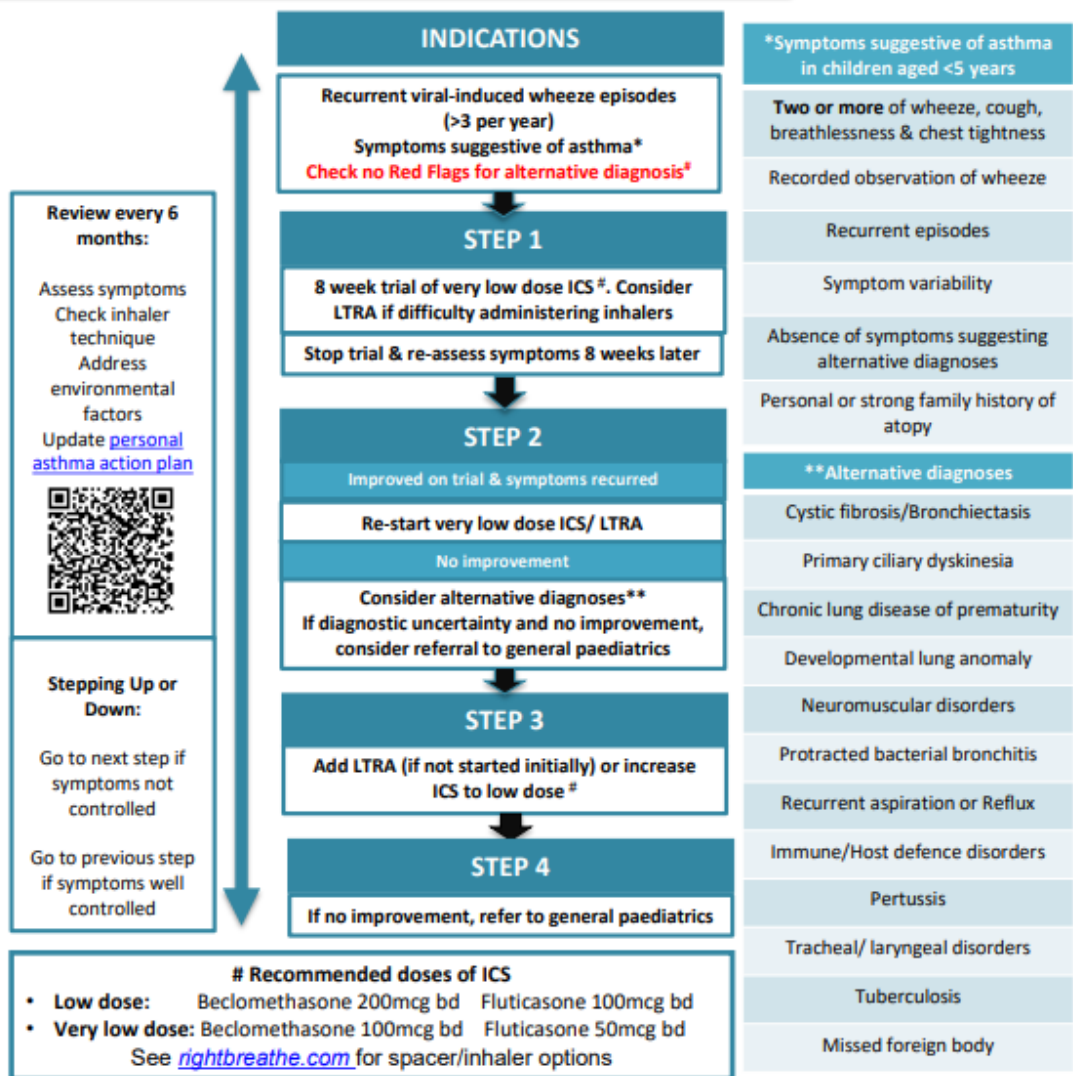 INDICATIONS
Recurrent viral-induced wheeze episodes
(>3 per year)
Symptoms suggestive of asthma*
Check no Red Flags for alternative diagnosis#
STEP 1
8 week trial of very low dose ICS #. Consider
LTRA if difficulty administering inhalers
Stop trial & re-assess symptoms 8 weeks later
STEP 2
Improved on trial & symptoms recurred
Re-start very low dose ICS/ LTRA
No improvement
Consider alternative diagnoses**
If diagnostic uncertainty and no improvement,
consider referral to general paediatrics
STEP 3
Add LTRA (if not started initially) or increase
ICS to low dose #
STEP 4
If no improvement, refer to general paediatrics
Review every 6
months:
Assess symptoms
Check inhaler
technique
Address
environmental
factors
Update personal
asthma action plan
Stepping Up or
Down:
Go to next step if
symptoms not
controlled
Go to previous step
if symptoms well
controlled
# Recommended doses of ICS
• Low dose: Beclomethasone 200mcg bd Fluticasone 100mcg bd
• Very low dose: Beclomethasone 100mcg bd Fluticasone 50mcg bd
See rightbreathe.com for spacer/inhaler options
*Symptoms suggestive of asthma
in children aged <5 years
Two or more of wheeze, cough,
breathlessness & chest tightness
Recorded observation of wheeze
Recurrent episodes
Symptom variability
Absence of symptoms suggesting
alternative diagnoses
Personal or strong family history of
atopy
**Alternative diagnoses
Cystic fibrosis/Bronchiectasis
Primary ciliary dyskinesia
Chronic lung disease of prematurity
Developmental lung anomaly
Neuromuscular disorders
Protracted bacterial bronchitis
Recurrent aspiration or Reflux
Immune/Host defence disorders
Pertussis
Tracheal/ laryngeal disorders
Tuberculosis
Missed foreign body